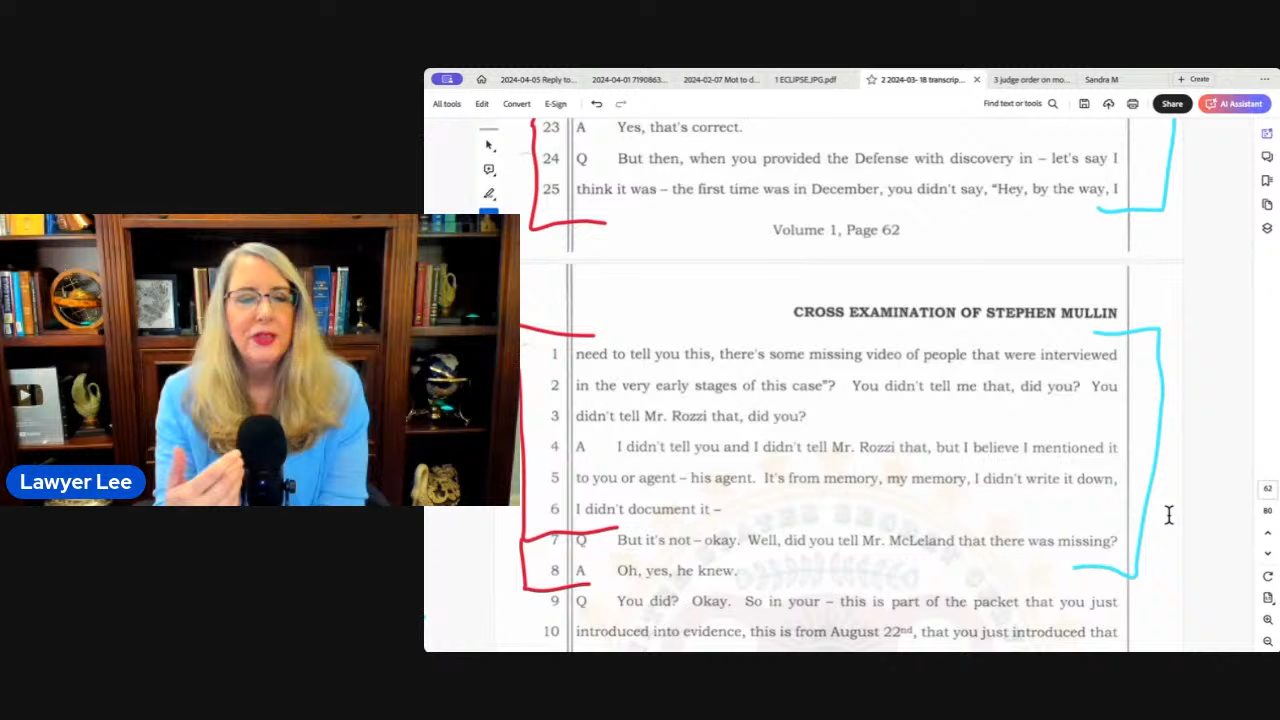 2024-04-05 Reply to... 2024-04-01 7190863... 2024-02-07 Mot to d... 1 ECLIPSE.JPG.pdf 2 2024-03- 18 transcrip... 3 judge order on mo... Sandra M + Create
All tools Edit Convert E-Sign Find text or tools Share AI Assistant
23 A Yes, that's correct.
24 Q But then, when you provided the Defense with discovery in – let's say I
25 think it was – the first time was in December, you didn't say, "Hey, by the way, I
Volume 1, Page 62
CROSS EXAMINATION OF STEPHEN MULLIN
1 need to tell you this, there's some missing video of people that were interviewed
2 in the very early stages of this case"? You didn't tell me that, did you? You
3 didn't tell Mr. Rozzi that, did you?
4 A I didn't tell you and I didn't tell Mr. Rozzi that, but I believe I mentioned it
5 to you or agent – his agent. It's from memory, my memory, I didn't write it down,
6 I didn't document it –
7 Q But it's not – okay. Well, did you tell Mr. McLeland that there was missing?
8 A Oh, yes, he knew.
9 Q You did? Okay. So in your – this is part of the packet that you just
10 introduced into evidence, this is from August 22nd, that you just introduced that
62
80
Lawyer Lee